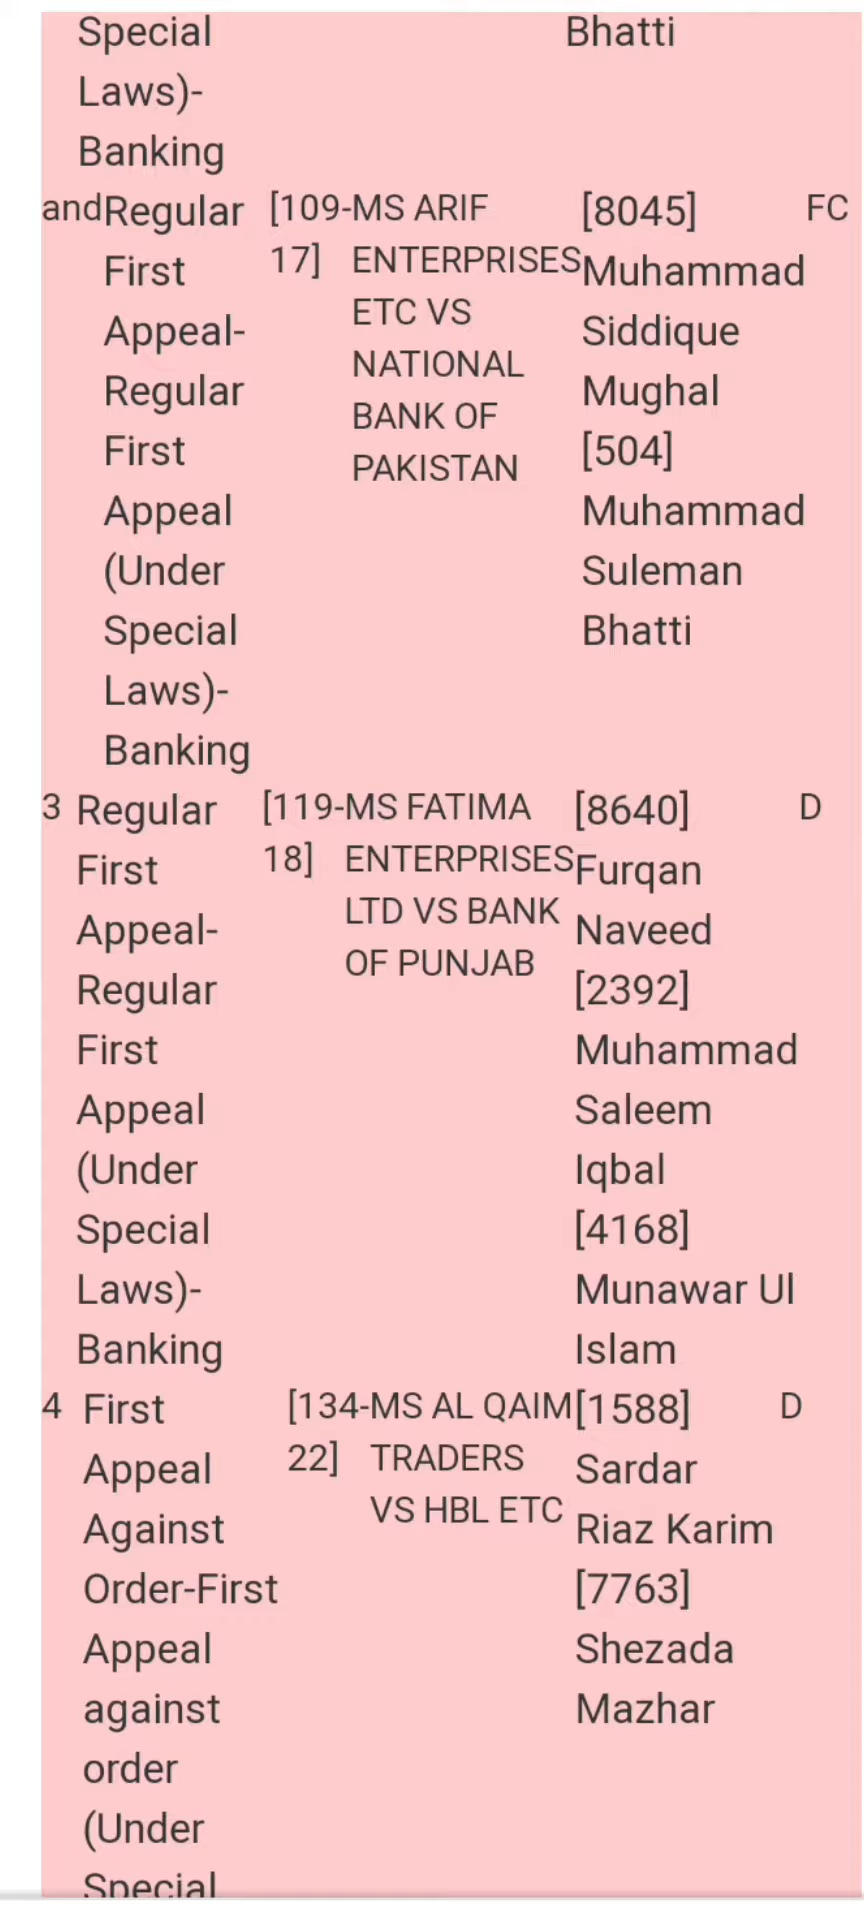 Special
Laws)-
Banking
Bhatti
and
Regular
First
Appeal-
Regular
First
Appeal
(Under
Special
Laws)-
Banking
[109-
17]
MS ARIF
ENTERPRISES
ETC VS
NATIONAL
BANK OF
PAKISTAN
[8045]
Muhammad
Siddique
Mughal
[504]
Muhammad
Suleman
Bhatti
FC
3
Regular
First
Appeal-
Regular
First
Appeal
(Under
Special
Laws)-
Banking
[119-
18]
MS FATIMA
ENTERPRISES
LTD VS BANK
OF PUNJAB
[8640]
Furqan
Naveed
[2392]
Muhammad
Saleem
Iqbal
[4168]
Munawar Ul
Islam
D
4
First
Appeal
Against
Order-First
Appeal
against
order
(Under
Special
[134-
22]
MS AL QAIM
TRADERS
VS HBL ETC
[1588]
Sardar
Riaz Karim
[7763]
Shezada
Mazhar
D